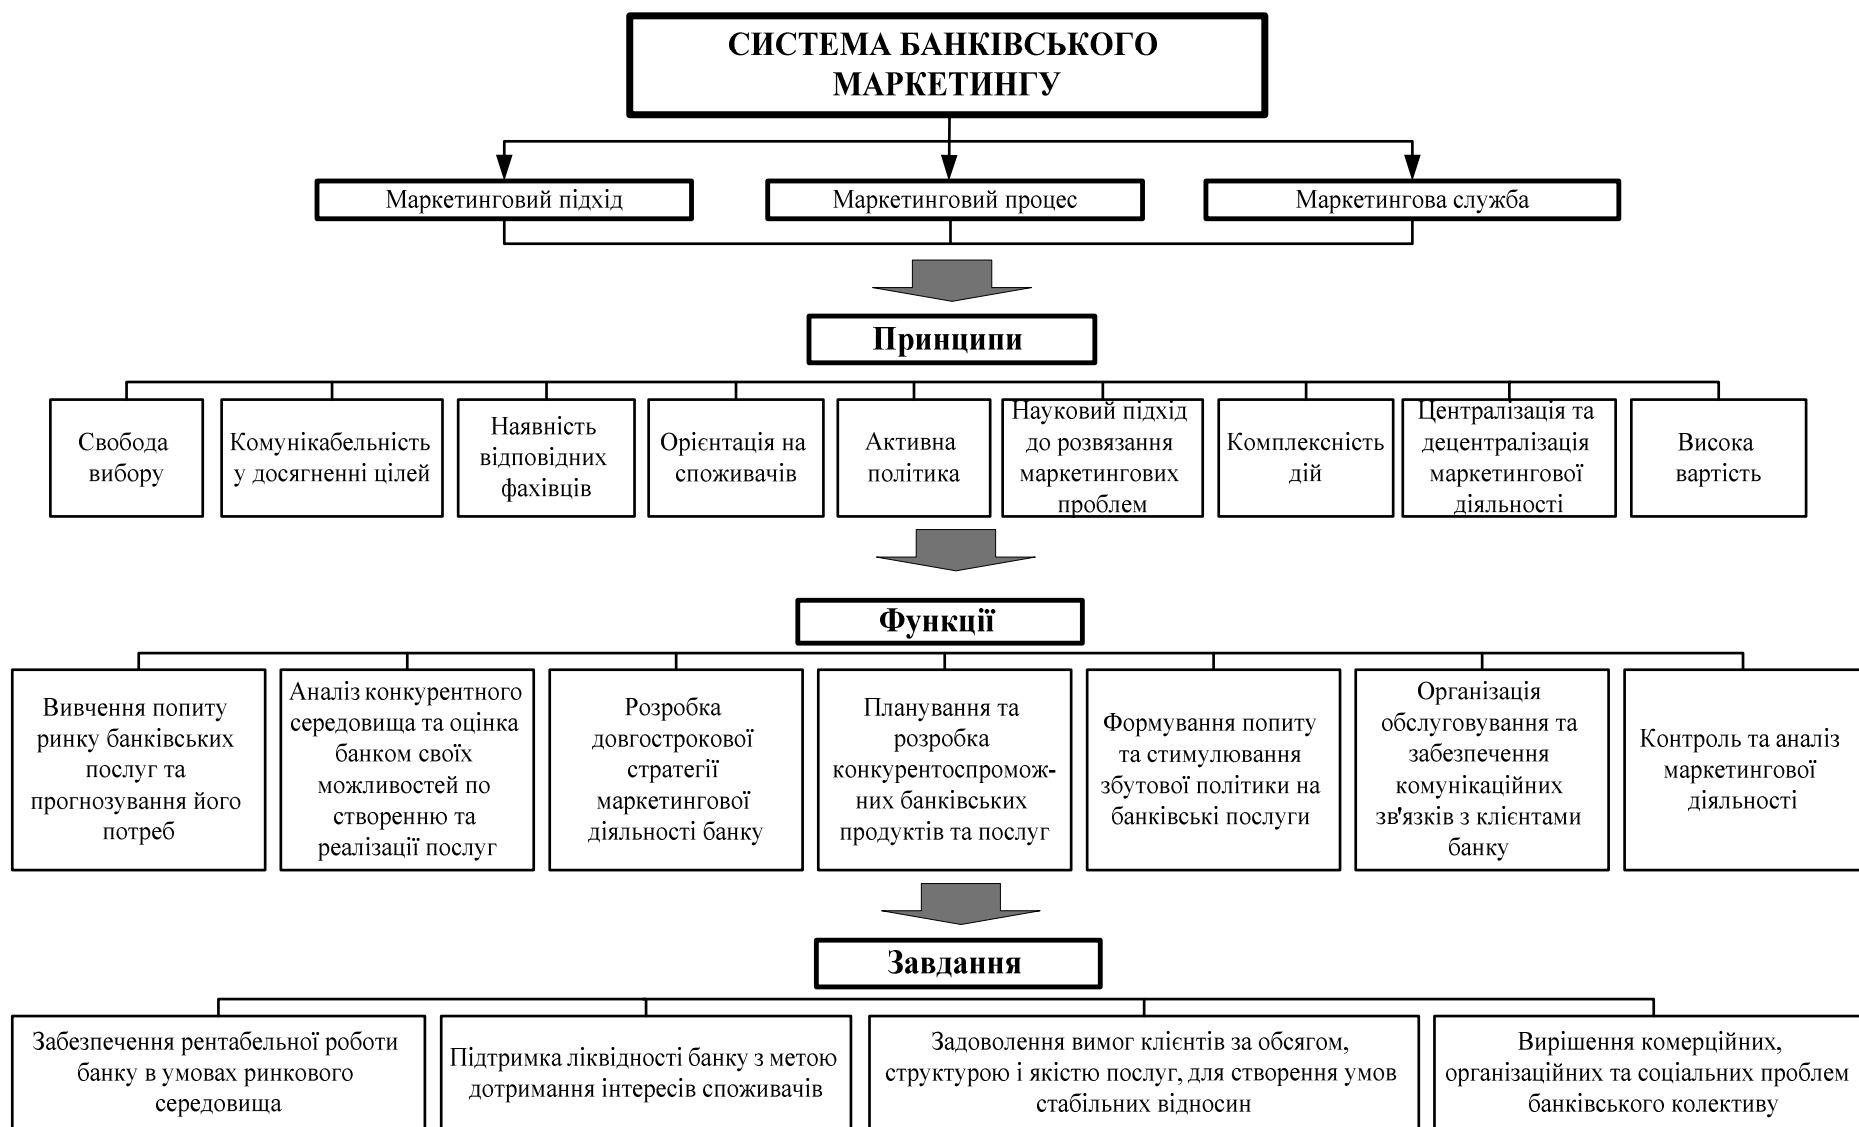 СИСТЕМА БАНКІВСЬКОГО
МАРКЕТИНГУ
Маркетинговий підхід
Маркетинговий процес
Маркетингова служба
Принципи
Свобода
вибору
Комунікабельність
у досягненні цілей
Наявність
відповідних
фахівців
Орієнтація на
споживачів
Активна
політика
Науковий підхід
до розвязання
маркетингових
проблем
Комплексність
дій
Централізація та
децентралізація
маркетингової
діяльності
Висока
вартість
Функції
Вивчення попиту
ринку банківських
послуг та
прогнозування його
потреб
Аналіз конкурентного
середовища та оцінка
банком своїх
можливостей по
створенню та
реалізації послуг
Розробка
довгострокової
стратегії
маркетингової
діяльності банку
Планування та
розробка
конкурентоспромож-
них банківських
продуктів та послуг
Формування попиту
та стимулювання
збутової політики на
банківські послуги
Організація
обслуговування та
забезпечення
комунікаційних
зв'язків з клієнтами
банку
Контроль та аналіз
маркетингової
діяльності
Завдання
Забезпечення рентабельної роботи
банку в умовах ринкового
середовища
Підтримка ліквідності банку з метою
дотримання інтересів споживачів
Задоволення вимог клієнтів за обсягом,
структурою і якістю послуг, для створення умов
стабільних відносин
Вирішення комерційних,
організаційних та соціальних проблем
банківського колективу